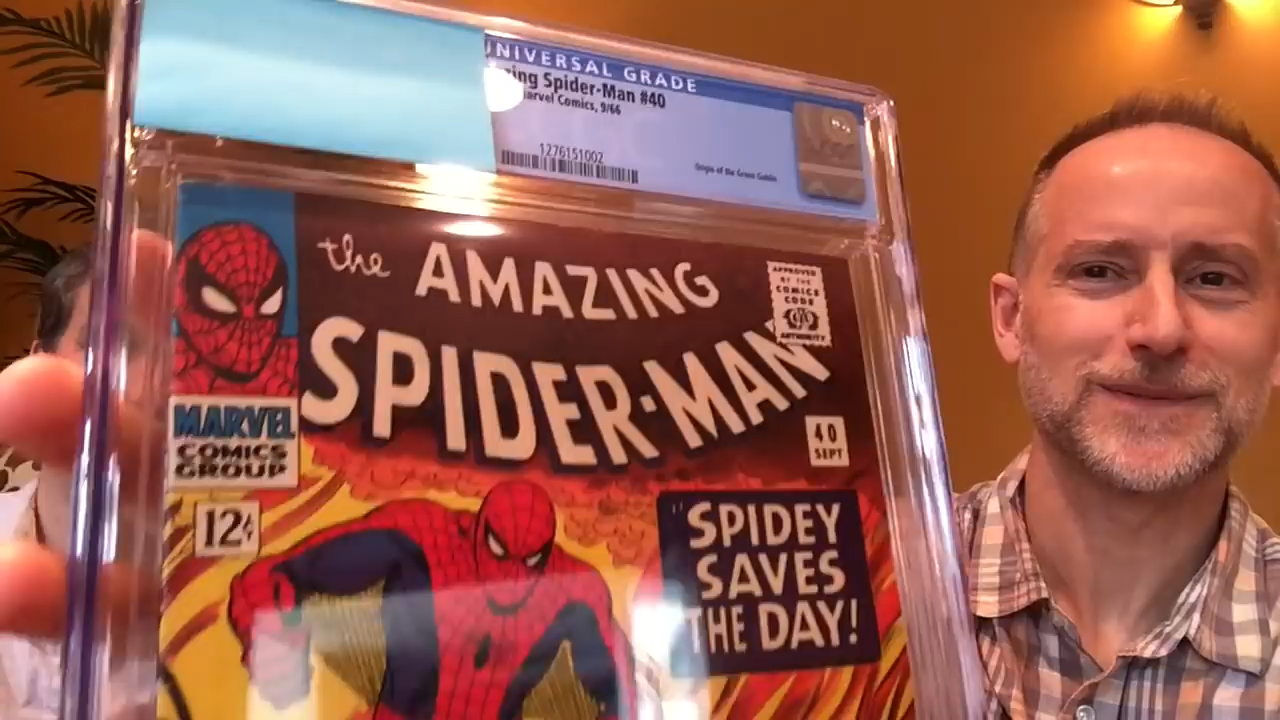 UNIVERSAL GRADE
zing Spider-Man #40
Marvel Comics, 9/66
1276151002
Origin of the Green Goblin
the AMAZING
SPIDER-MAN
APPROVED
BY THE
COMICS
CODE
AUTHORITY
MARVEL
COMICS
GROUP
40
SEPT
12¢
"SPIDEY
SAVES
THE DAY!